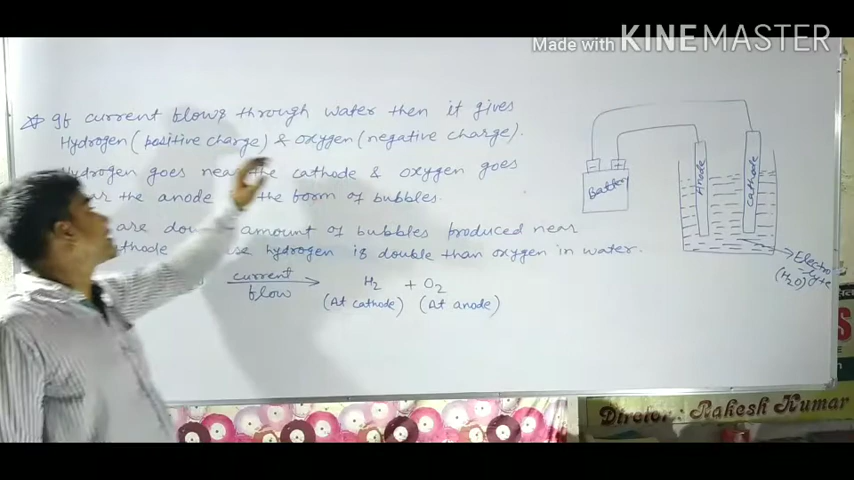 Made with KINEMASTER
If current flows through water then it gives
Hydrogen (positive charge) & oxygen (negative charge).
Hydrogen goes near the cathode & oxygen goes
the anode the form of bubbles.
are amount of bubbles produced near
hydrogen is double than oxygen in water.
current
flow
H₂ + O₂
(At cathode) (At anode)
- +
Battery
Anode
Cathode
Electro
-lyte
(H₂O)
Dirctor : Rakesh Kumar